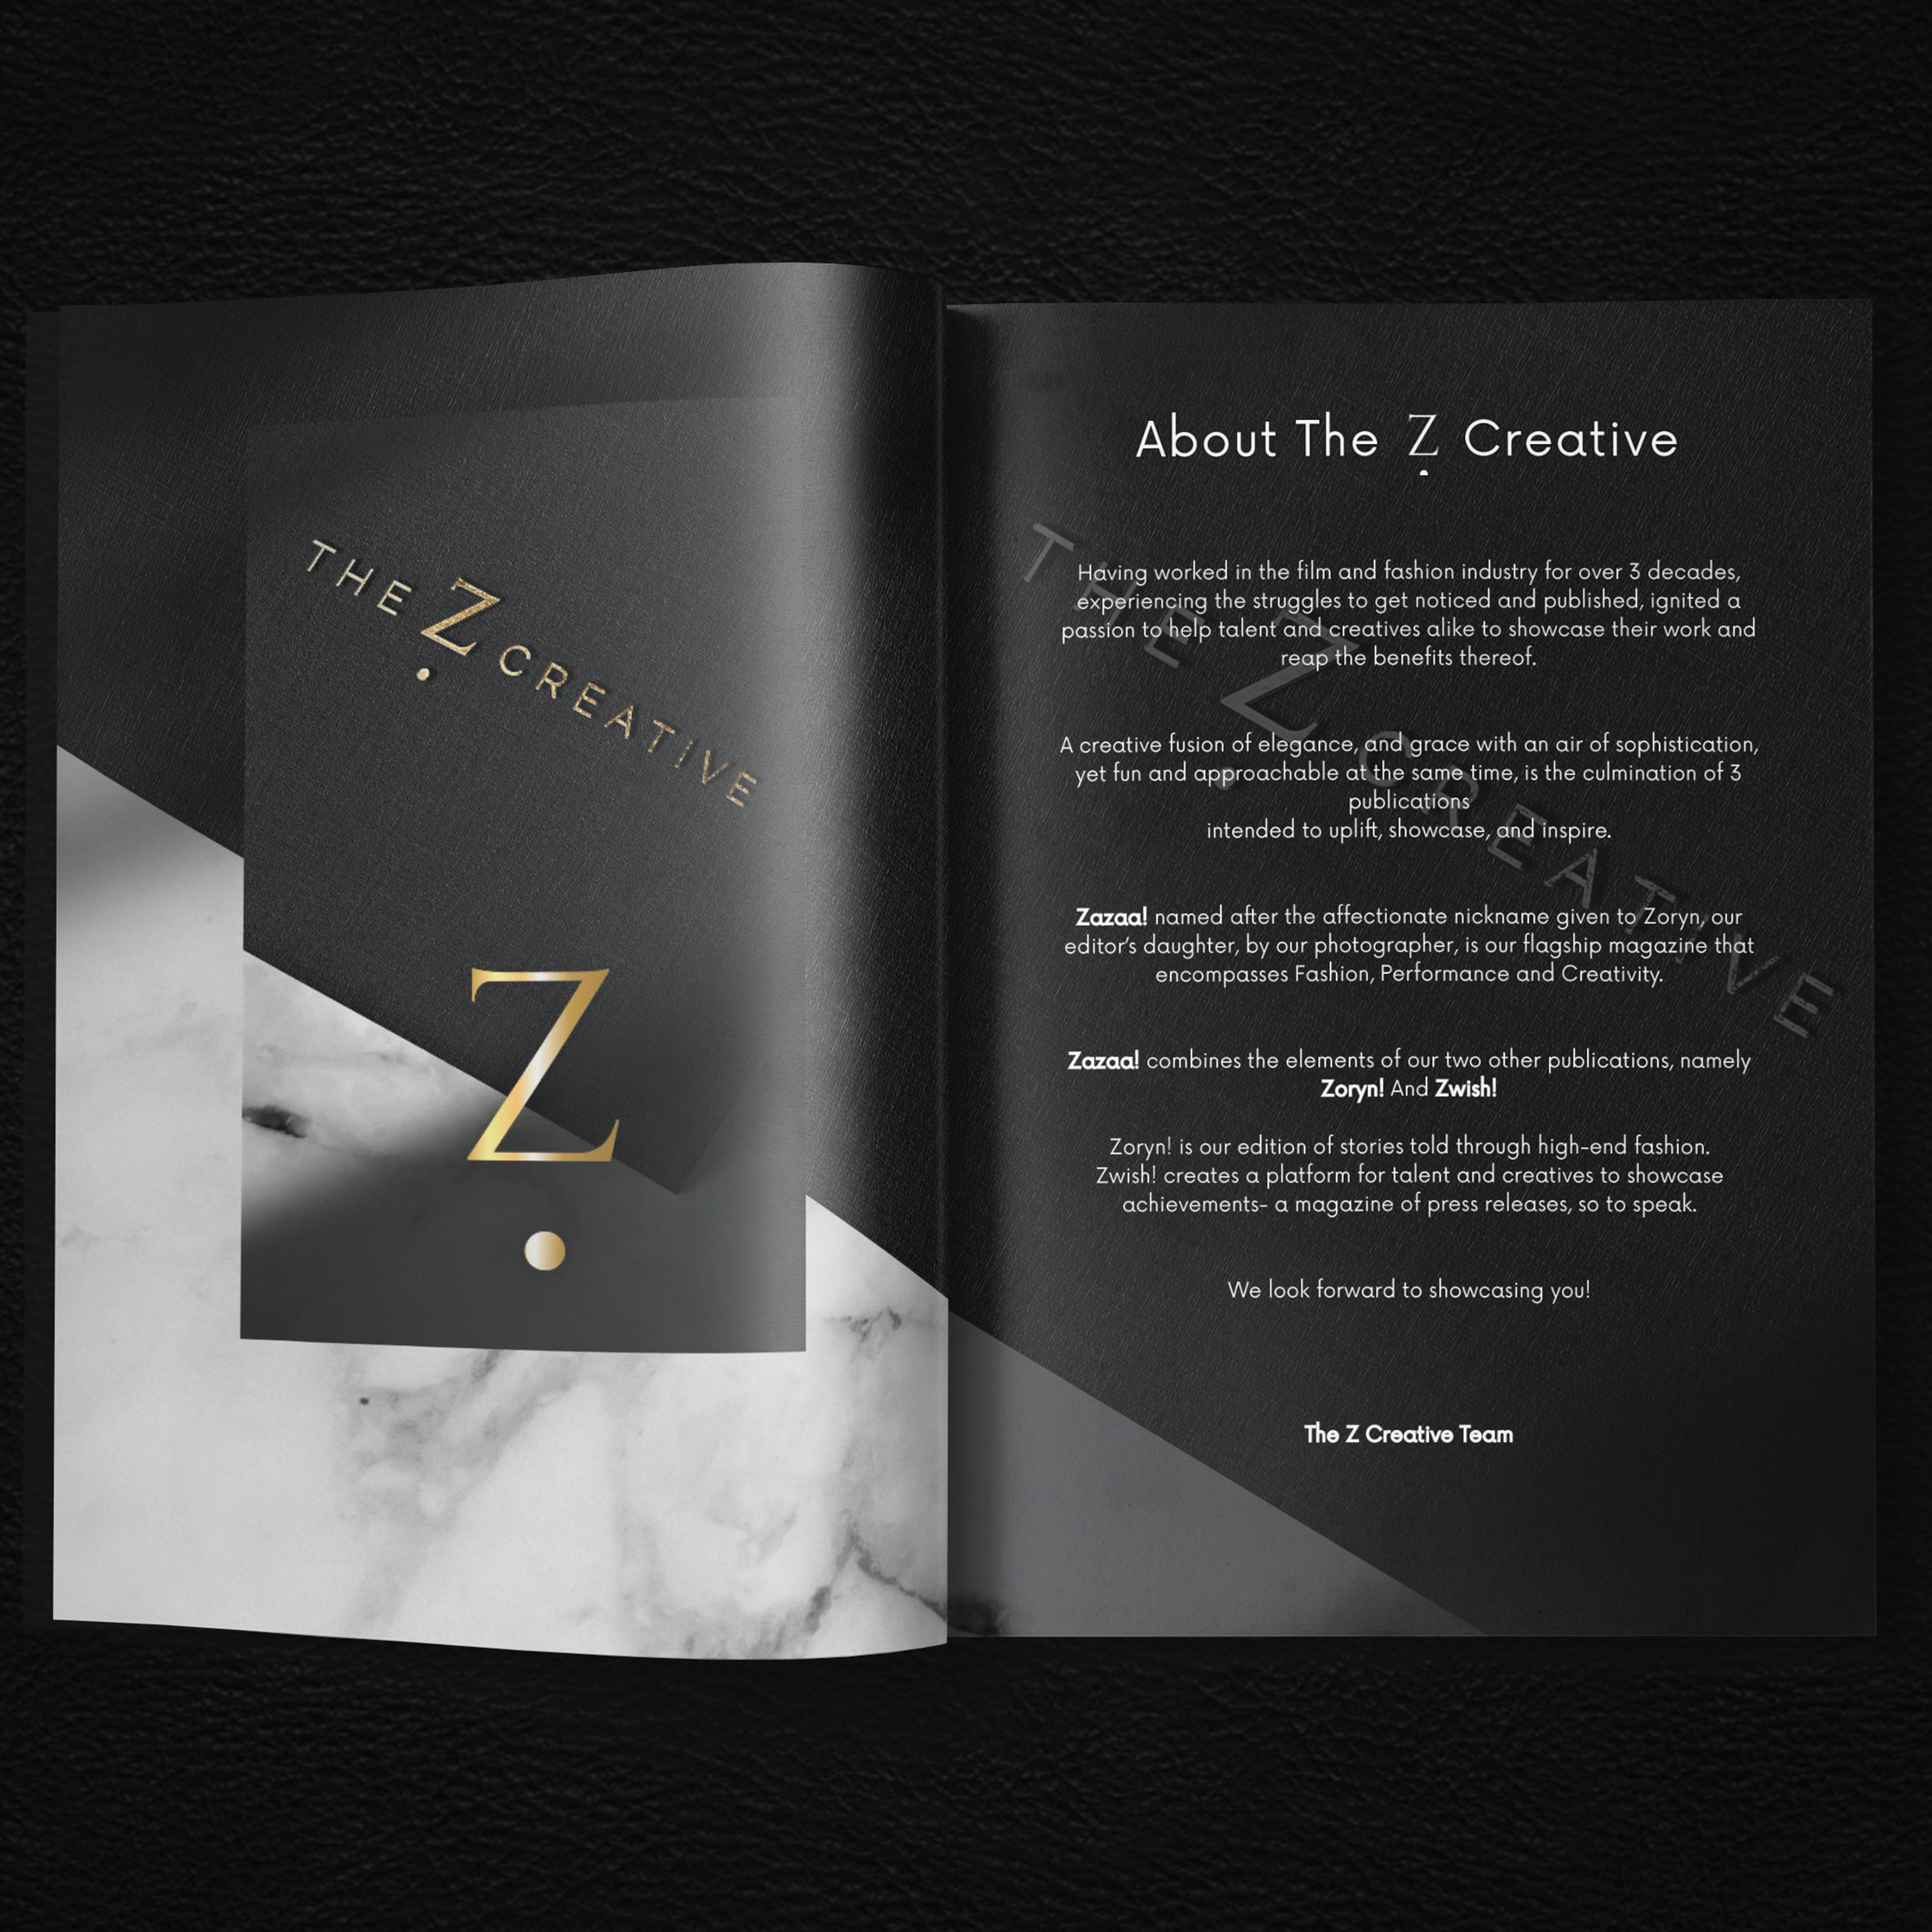 THE Z CREATIVE
Z
About The Z Creative
THE Z CREATIVE
Having worked in the film and fashion industry for over 3 decades,
experiencing the struggles to get noticed and published, ignited a
passion to help talent and creatives alike to showcase their work and
reap the benefits thereof.
A creative fusion of elegance, and grace with an air of sophistication,
yet fun and approachable at the same time, is the culmination of 3
publications
intended to uplift, showcase, and inspire.
Zazaa! named after the affectionate nickname given to Zoryn, our
editor's daughter, by our photographer, is our flagship magazine that
encompasses Fashion, Performance and Creativity.
Zazaa! combines the elements of our two other publications, namely
Zoryn! And Zwish!
Zoryn! is our edition of stories told through high-end fashion.
Zwish! creates a platform for talent and creatives to showcase
achievements- a magazine of press releases, so to speak.
We look forward to showcasing you!
The Z Creative Team